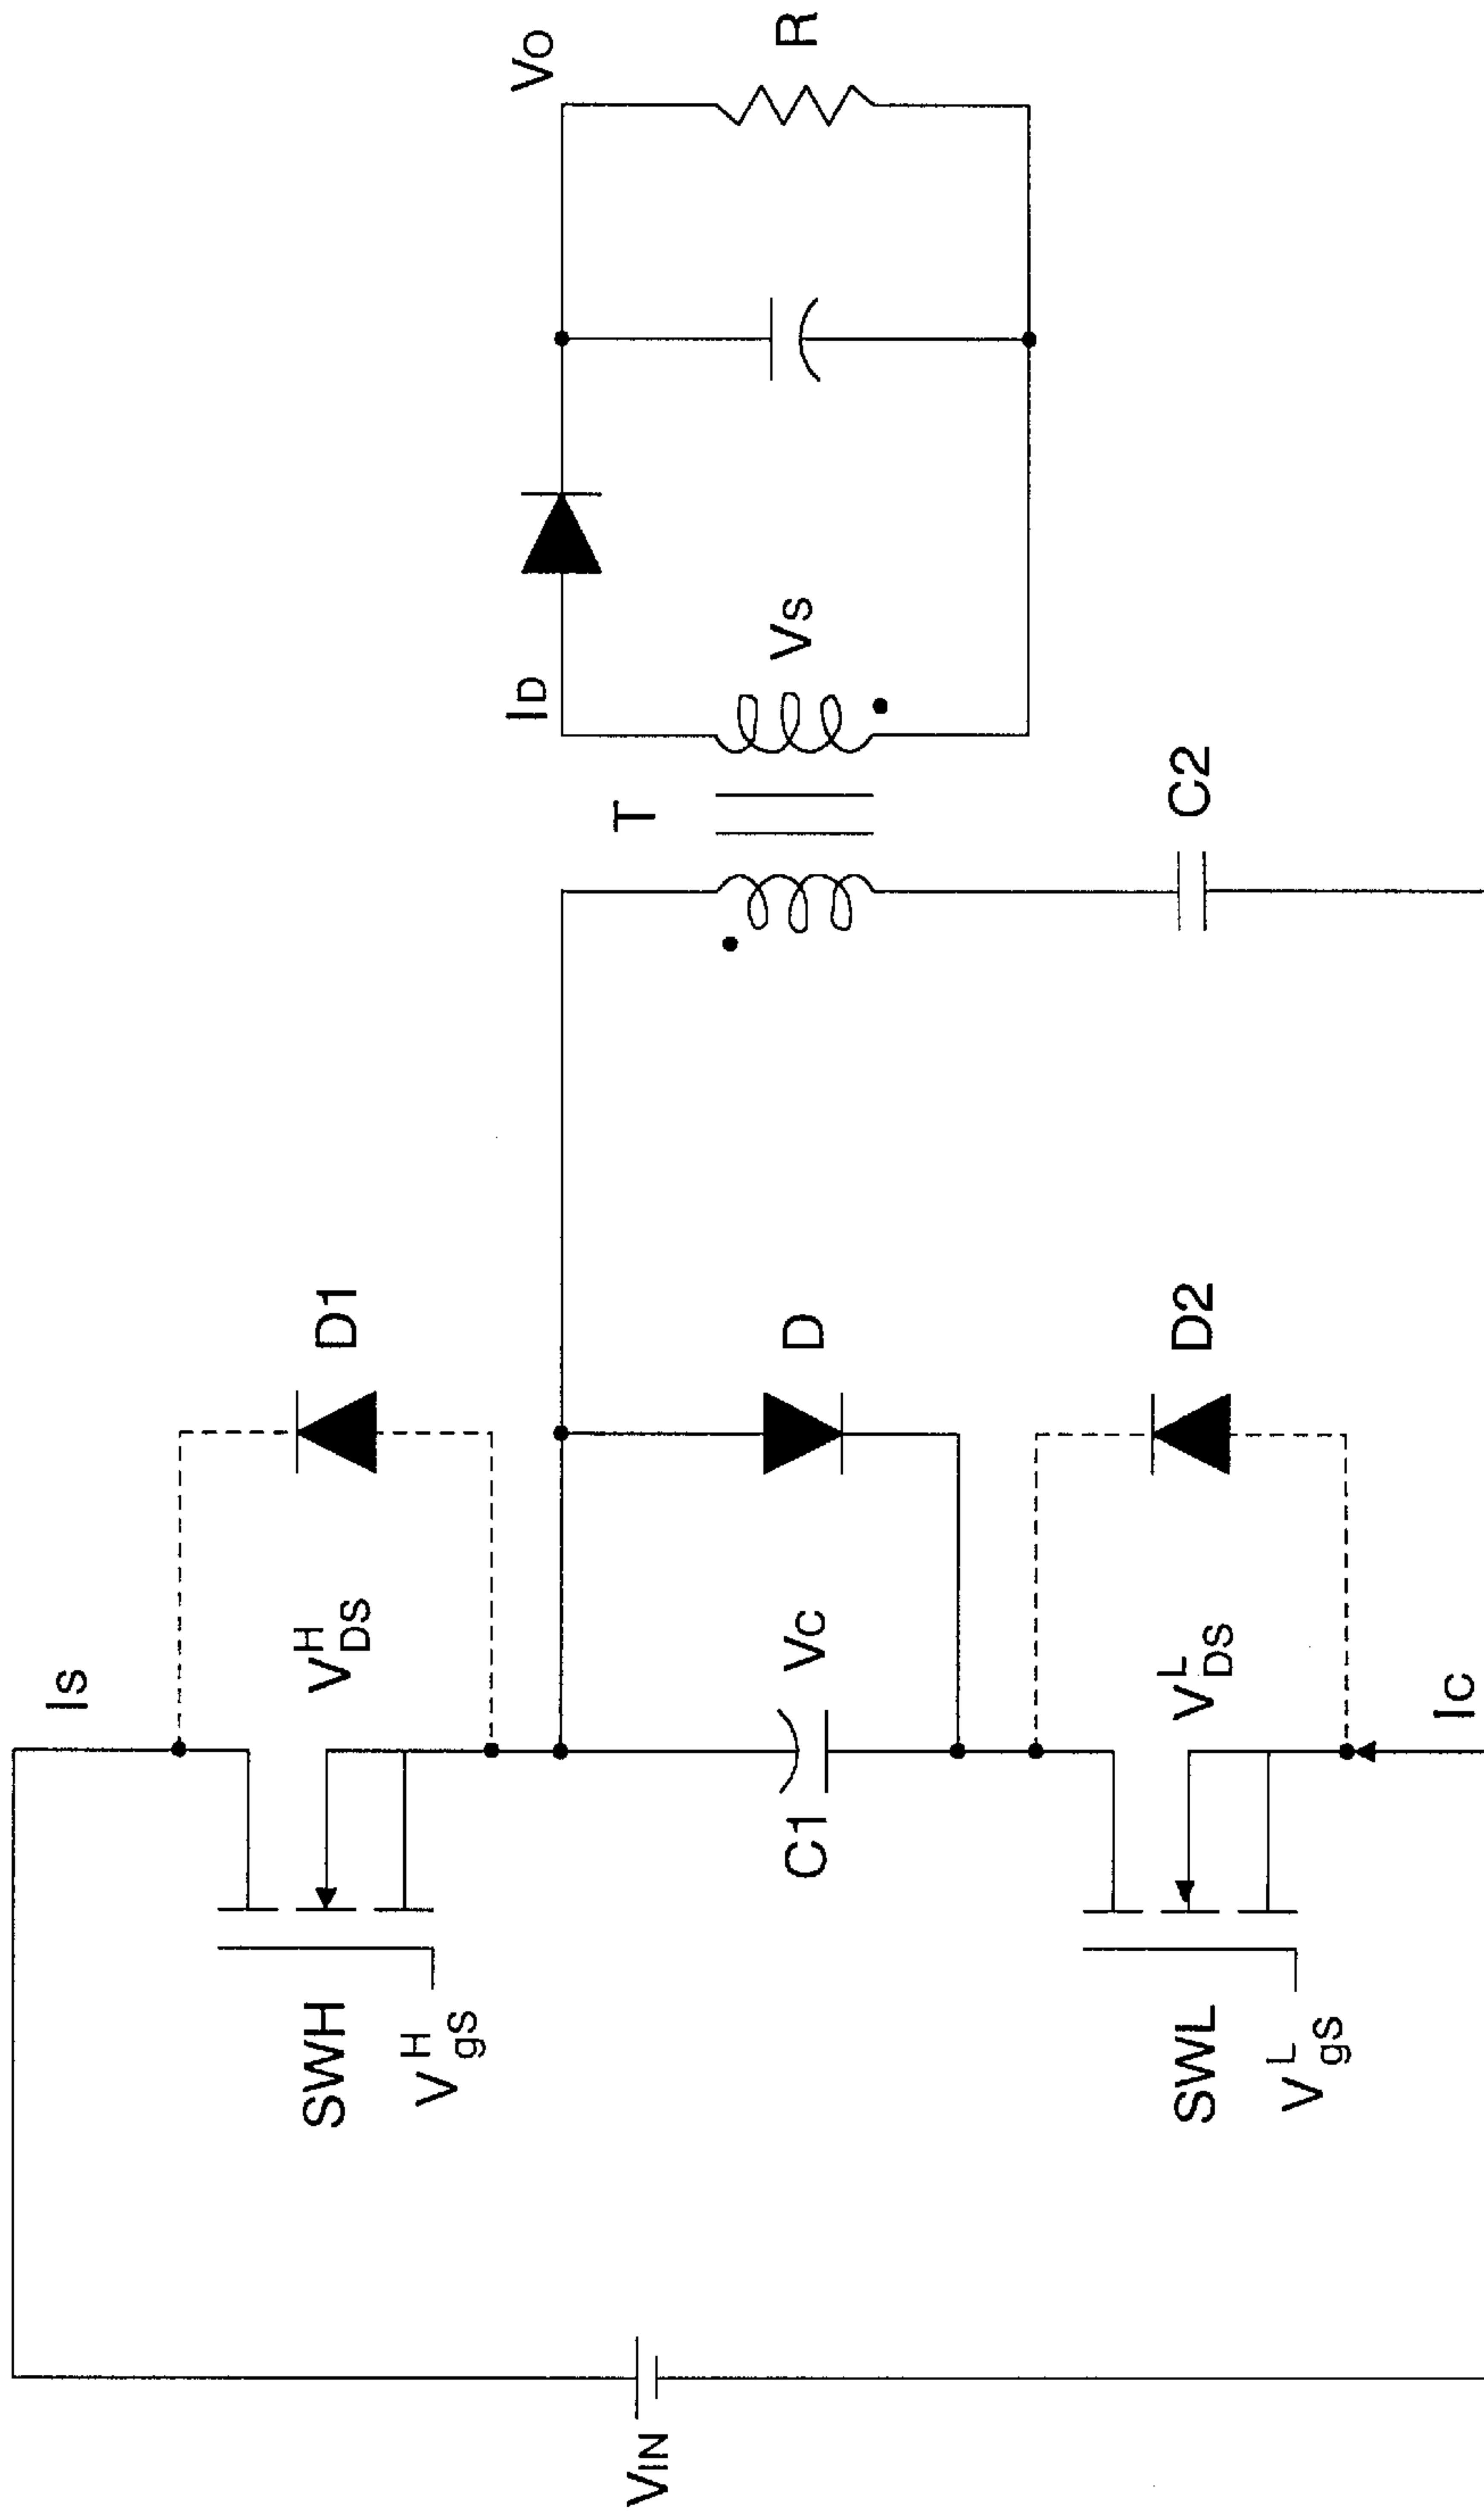 VIN
IS
SWH
V^H_gs
V^H_DS
D1
C1
VC
D
SWL
V^L_gs
V^L_DS
D2
IC
T
C2
ID
VS
VO
R